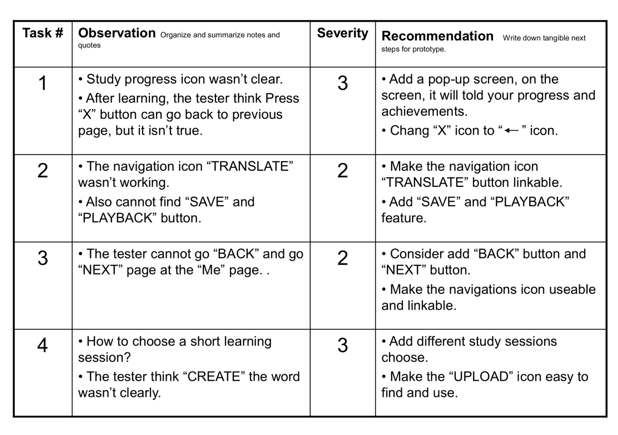 Task # Observation Organize and summarize notes and Severity Recommendation Write down tangible next
quotes steps for prototype.
1
• Study progress icon wasn’t clear.
• After learning, the tester think Press
“X” button can go back to previous
page, but it isn’t true.
3
• Add a pop-up screen, on the
screen, it will told your progress and
achievements.
• Chang “X” icon to “←” icon.
2
• The navigation icon “TRANSLATE”
wasn’t working.
• Also cannot find “SAVE” and
“PLAYBACK” button.
2
• Make the navigation icon
“TRANSLATE” button linkable.
• Add “SAVE” and “PLAYBACK”
feature.
3
• The tester cannot go “BACK” and go
“NEXT” page at the “Me” page. .
2
• Consider add “BACK” button and
“NEXT” button.
• Make the navigations icon useable
and linkable.
4
• How to choose a short learning
session?
• The tester think “CREATE” the word
wasn’t clearly.
3
• Add different study sessions
choose.
• Make the “UPLOAD” icon easy to
find and use.